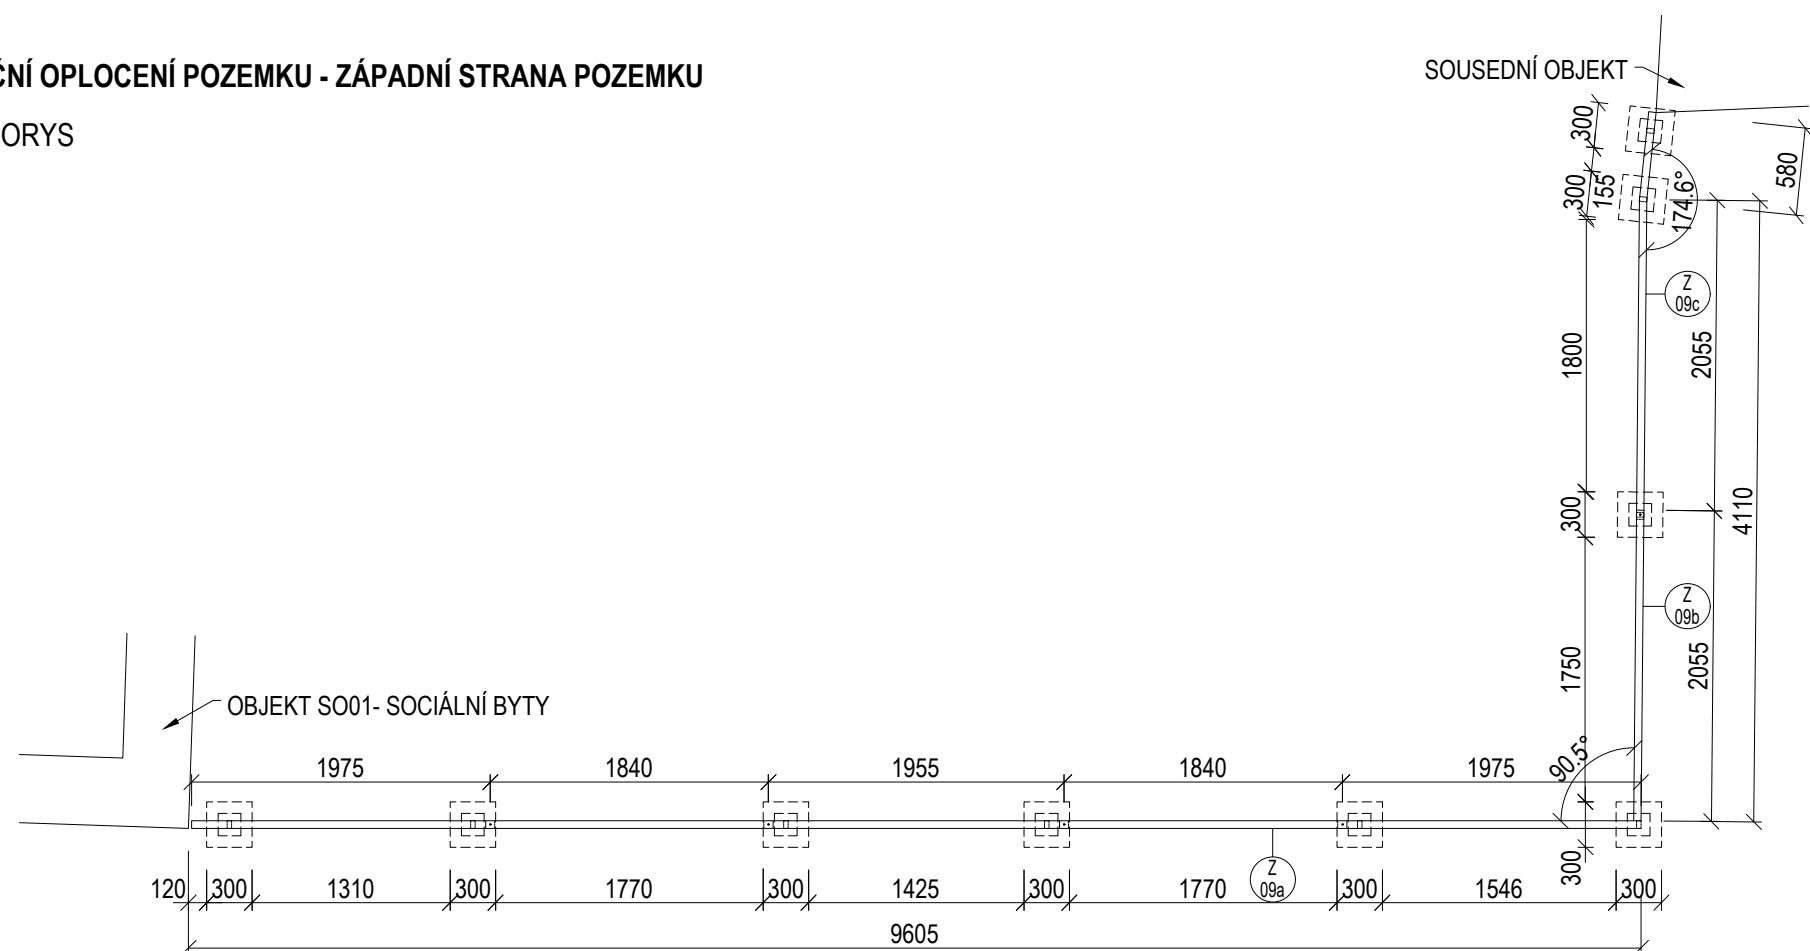 ČNÍ OPLOCENÍ POZEMKU - ZÁPADNÍ STRANA POZEMKU
ORYS
SOUSEDNÍ OBJEKT
300
155
300
174.6°
580
Z
09c
1800
2055
4110
300
Z
09b
1750
2055
90.5°
300
OBJEKT SO01- SOCIÁLNÍ BYTY
1975 1840 1955 1840 1975
Z
09a
120 300 1310 300 1770 300 1425 300 1770 300 1546 300
9605